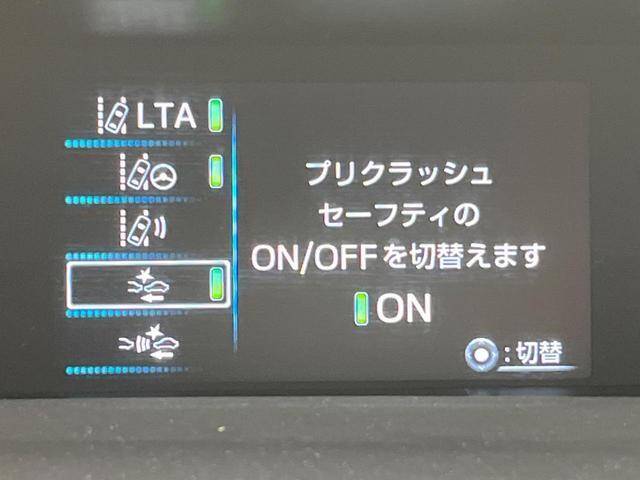 LTA
プリクラッシュ
セーフティの
ON/OFFを切替えます
ON
:切替